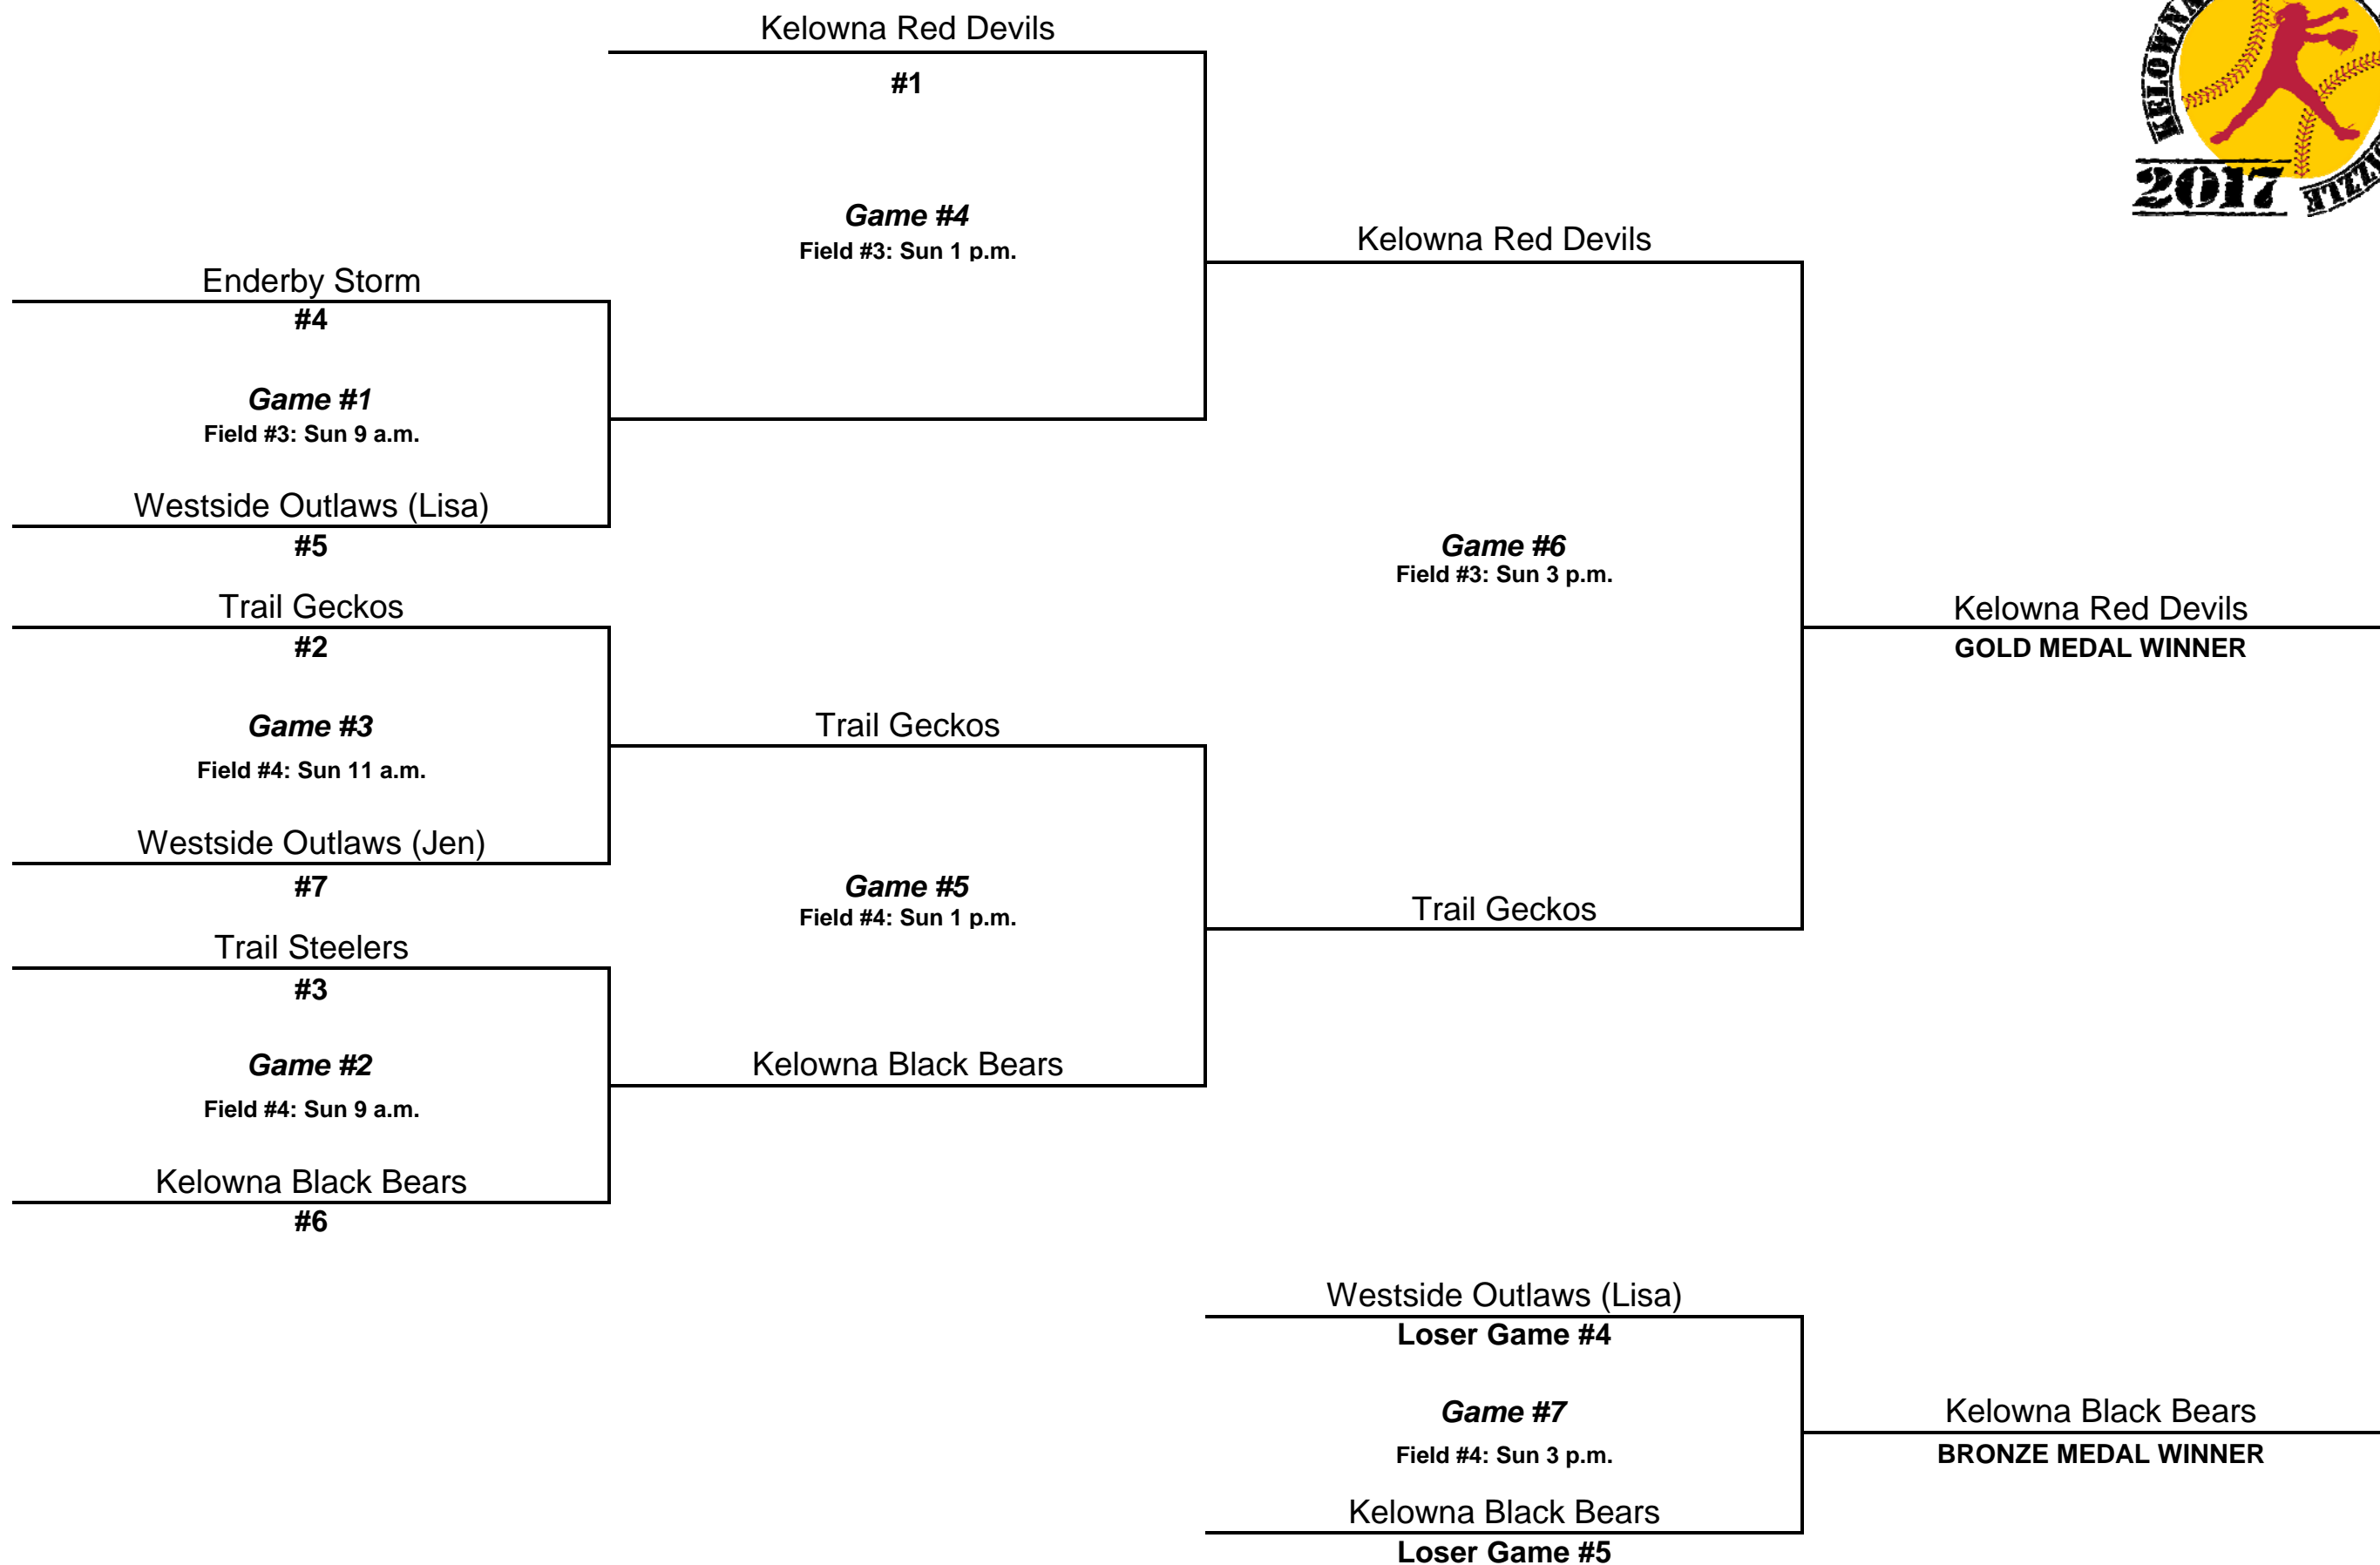 Kelowna Red Devils
#1
KELOWNA
2017
Game #4
Field #3: Sun 1 p.m.
Kelowna Red Devils
Enderby Storm
#4
Game #1
Field #3: Sun 9 a.m.
Westside Outlaws (Lisa)
#5
Game #6
Field #3: Sun 3 p.m.
Trail Geckos
#2
Kelowna Red Devils
GOLD MEDAL WINNER
Game #3
Field #4: Sun 11 a.m.
Trail Geckos
Westside Outlaws (Jen)
#7
Game #5
Field #4: Sun 1 p.m.
Trail Geckos
Trail Steelers
#3
Game #2
Field #4: Sun 9 a.m.
Kelowna Black Bears
Kelowna Black Bears
#6
Westside Outlaws (Lisa)
Loser Game #4
Game #7
Field #4: Sun 3 p.m.
Kelowna Black Bears
BRONZE MEDAL WINNER
Kelowna Black Bears
Loser Game #5